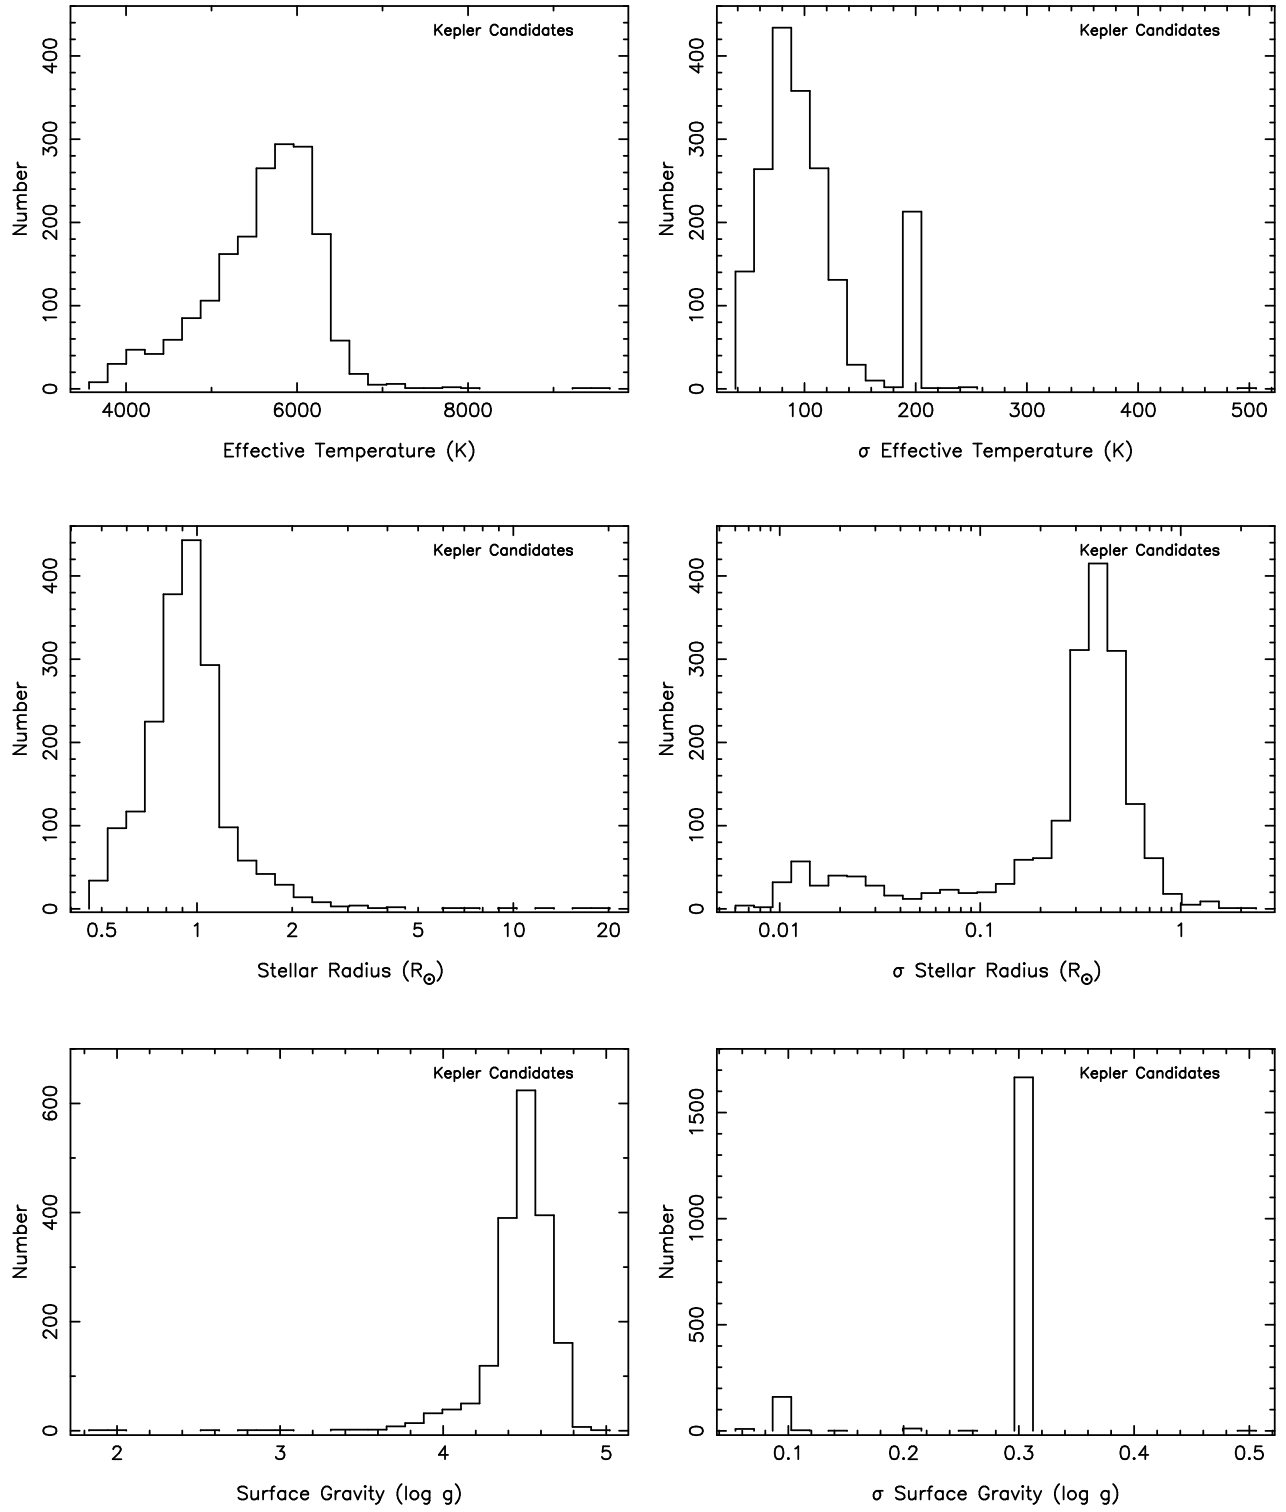 Kepler Candidates
Number
0 100 200 300 400
4000 6000 8000
Effective Temperature (K)
Kepler Candidates
Number
0 100 200 300 400
100 200 300 400 500
σ Effective Temperature (K)
Kepler Candidates
Number
0 100 200 300 400
0.5 1 2 5 10 20
Stellar Radius (R⊙)
Kepler Candidates
Number
0 100 200 300 400
0.01 0.1 1
σ Stellar Radius (R⊙)
Kepler Candidates
Number
0 200 400 600
2 3 4 5
Surface Gravity (log g)
Kepler Candidates
Number
0 500 1000 1500
0.1 0.2 0.3 0.4 0.5
σ Surface Gravity (log g)